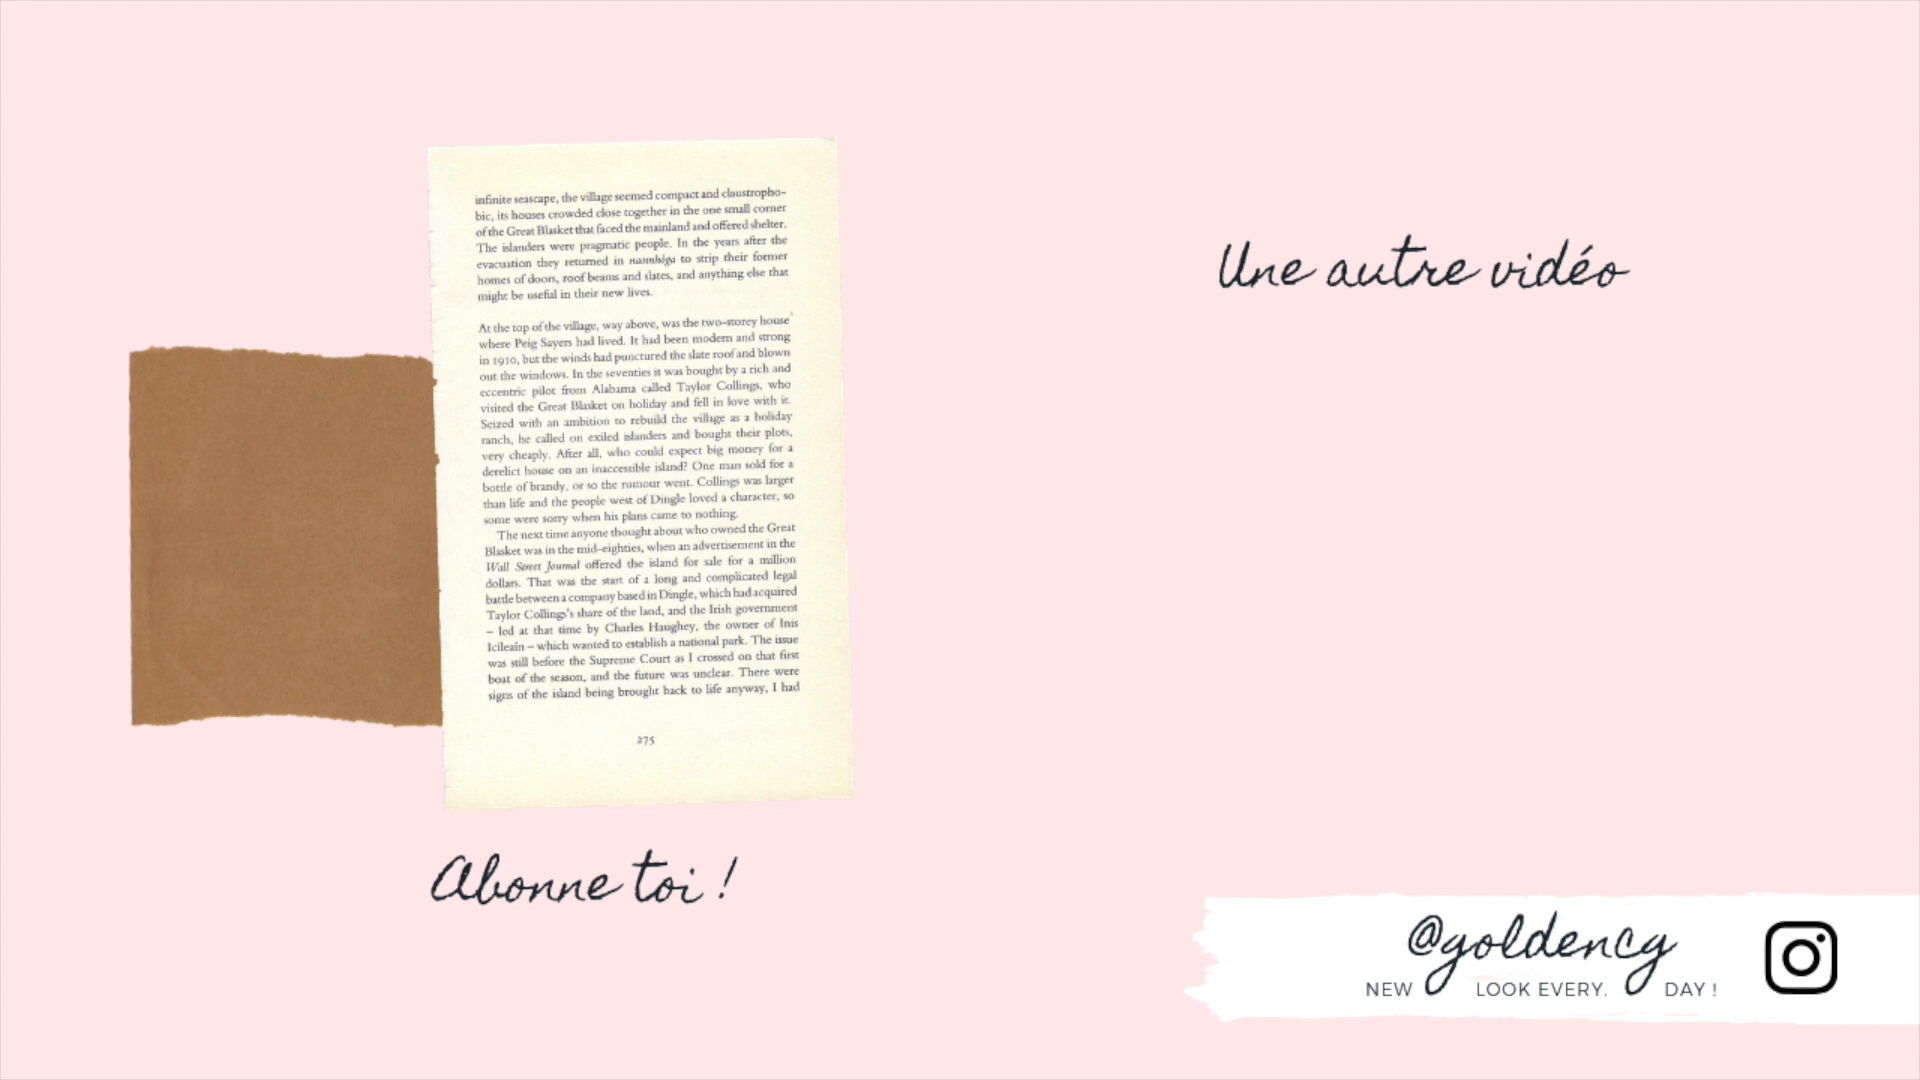 infinite seascape, the village seemed compact and claustropho-
bic, its houses crowded close together in the one small corner
of the Great Blasket that faced the mainland and offered shelter.
The islanders were pragmatic people. In the years after the
evacuation they returned in naomhóga to strip their former
homes of doors, roof beams and slates, and anything else that
might be useful in their new lives.
At the top of the village, way above, was the two-storey house
where Peig Sayers had lived. It had been modern and strong
in 1910, but the winds had punctured the slate roof and blown
out the windows. In the seventies it was bought by a rich and
eccentric pilot from Alabama called Taylor Collings, who
visited the Great Blasket on holiday and fell in love with it.
Seized with an ambition to rebuild the village as a holiday
ranch, he called on exiled islanders and bought their plots,
very cheaply. After all, who could expect big money for a
derelict house on an inaccessible island? One man sold for a
bottle of brandy, or so the rumour went. Collings was larger
than life and the people west of Dingle loved a character, so
some were sorry when his plans came to nothing.
The next time anyone thought about who owned the Great
Blasket was in the mid-eighties, when an advertisement in the
Wall Street Journal offered the island for sale for a million
dollars. That was the start of a long and complicated legal
battle between a company based in Dingle, which had acquired
Taylor Collings's share of the land, and the Irish government
– led at that time by Charles Haughey, the owner of Inis
Icíleaín – which wanted to establish a national park. The issue
was still before the Supreme Court as I crossed on that first
boat of the season, and the future was unclear. There were
signs of the island being brought back to life anyway, I had
275
Abonne toi !
Une autre vidéo
@goldency
NEW LOOK EVERY. DAY !